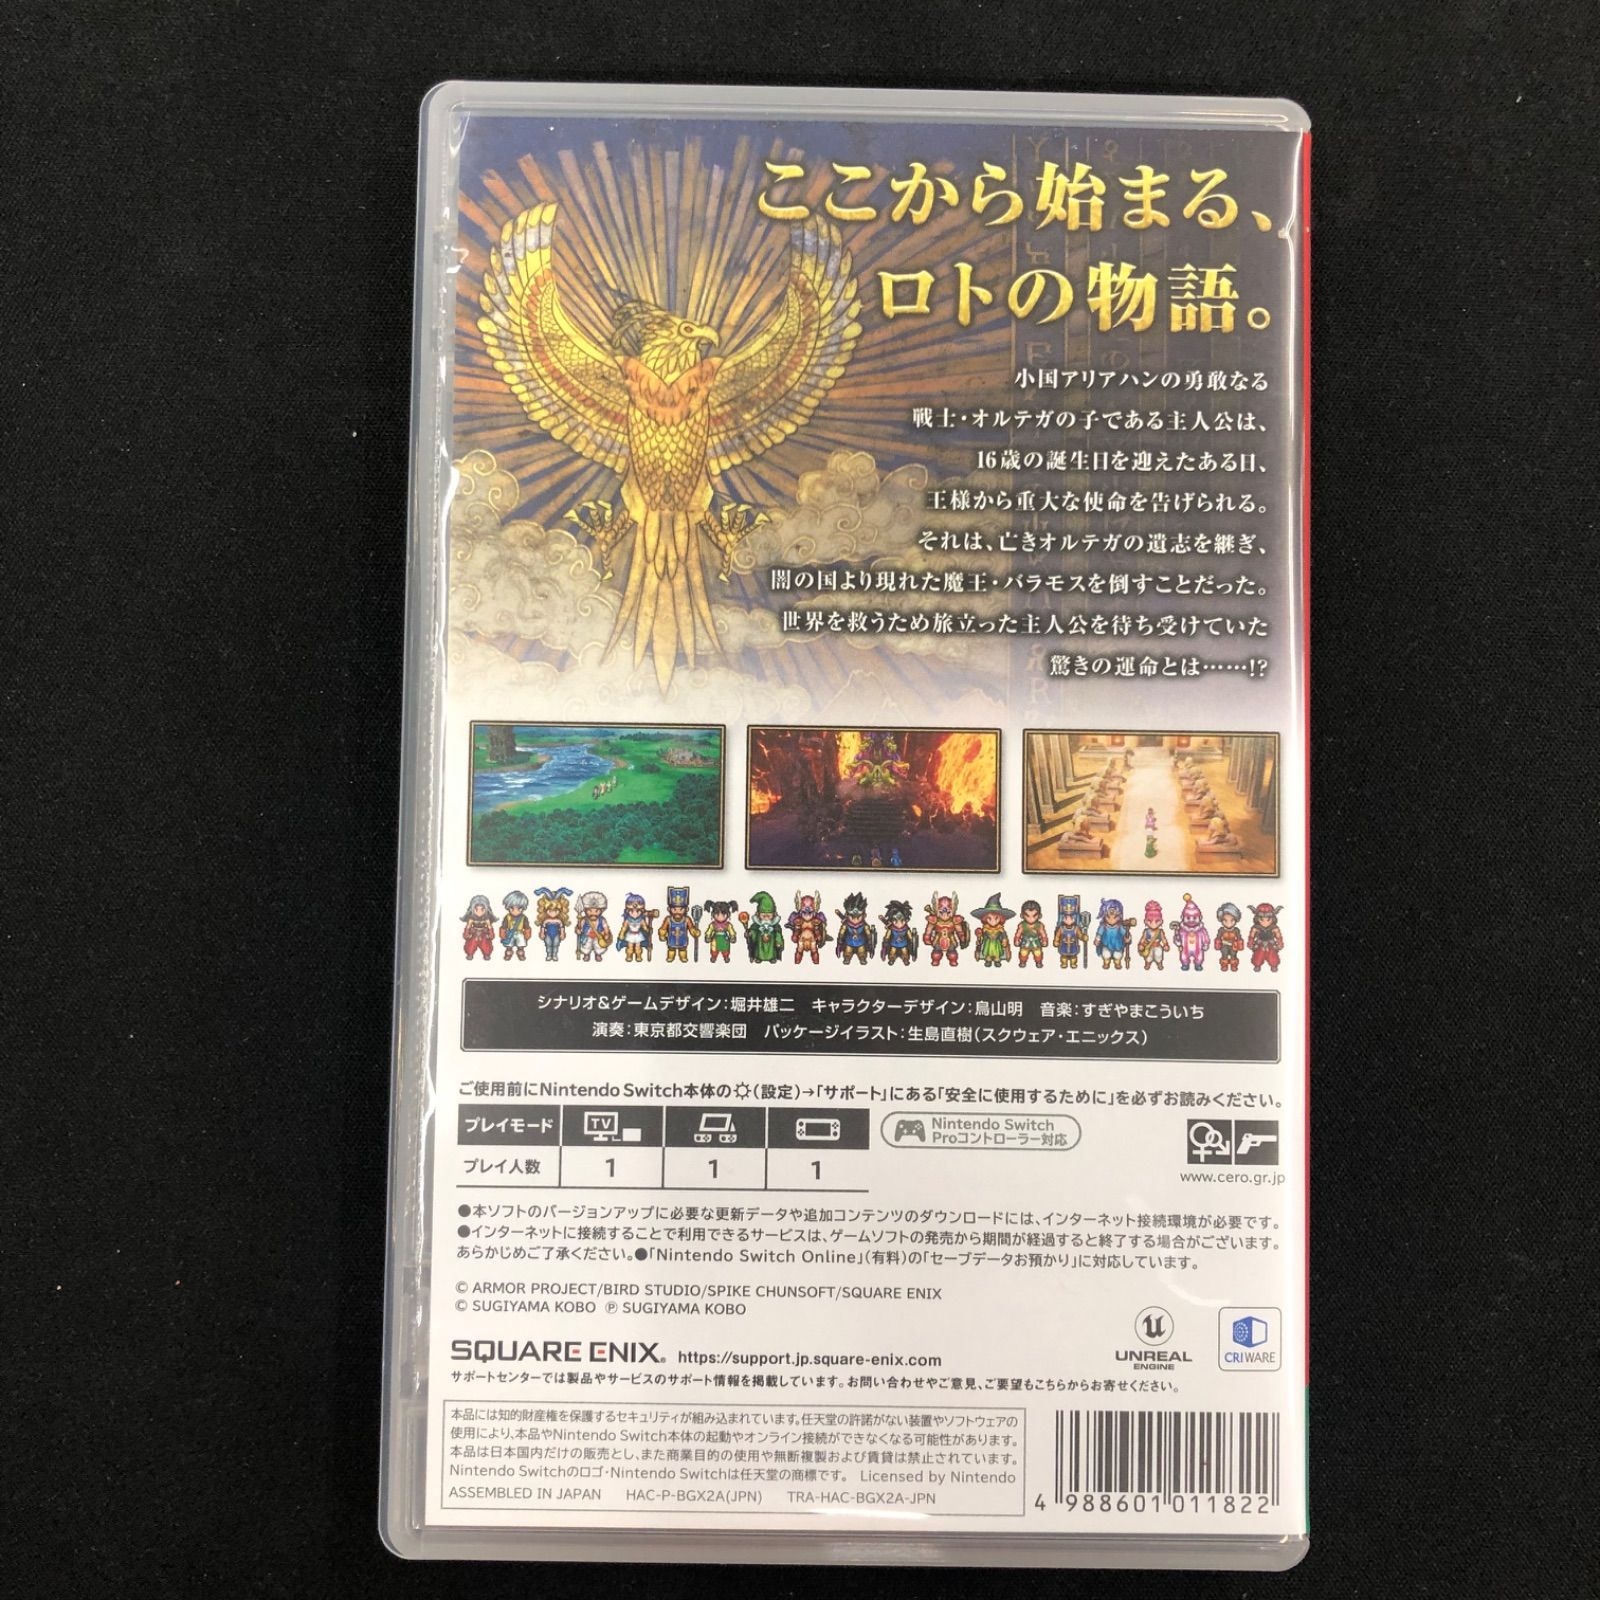 ここから始まる、
ロトの物語。
小国アリアハンの勇敢なる
戦士・オルテガの子である主人公は、
16歳の誕生日を迎えたある日、
王様から重大な使命を告げられる。
それは、亡きオルテガの遺志を継ぎ、
闇の国より現れた魔王・バラモスを倒すことだった。
世界を救うため旅立った主人公を待ち受けていた
驚きの運命とは……!?
シナリオ&ゲームデザイン:堀井雄二 キャラクターデザイン:鳥山明 音楽:すぎやまこういち
演奏:東京都交響楽団 パッケージイラスト:生島直樹(スクウェア・エニックス)
ご使用前にNintendo Switch本体の(設定)→「サポート」にある「安全に使用するために」を必ずお読みください。
プレイモード TV
プレイ人数 1 1 1
Nintendo Switch
Proコントローラー対応
www.cero.gr.jp
●本ソフトのバージョンアップに必要な更新データや追加コンテンツのダウンロードには、インターネット接続環境が必要です。
●インターネットに接続することで利用できるサービスは、ゲームソフトの発売から期間が経過すると終了する場合がございます。
あらかじめご了承ください。●「Nintendo Switch Online」(有料)の「セーブデータお預かり」に対応しています。
© ARMOR PROJECT/BIRD STUDIO/SPIKE CHUNSOFT/SQUARE ENIX
© SUGIYAMA KOBO ℗ SUGIYAMA KOBO
SQUARE ENIX® https://support.jp.square-enix.com
UNREAL
ENGINE
CRIWARE
サポートセンターでは製品やサービスのサポート情報を掲載しています。お問い合わせやご意見、ご要望もこちらからお寄せください。
本品には知的財産権を保護するセキュリティが組み込まれています。任天堂の許諾がない装置やソフトウェアの
使用により、本品やNintendo Switch本体の起動やオンライン接続ができなくなる可能性があります。
本品は日本国内だけの販売とし、また商業目的の使用や無断複製および賃貸は禁止されています。
Nintendo Switchのロゴ・Nintendo Switchは任天堂の商標です。 Licensed by Nintendo
ASSEMBLED IN JAPAN HAC-P-BGX2A(JPN) TRA-HAC-BGX2A-JPN
4 988601 011822